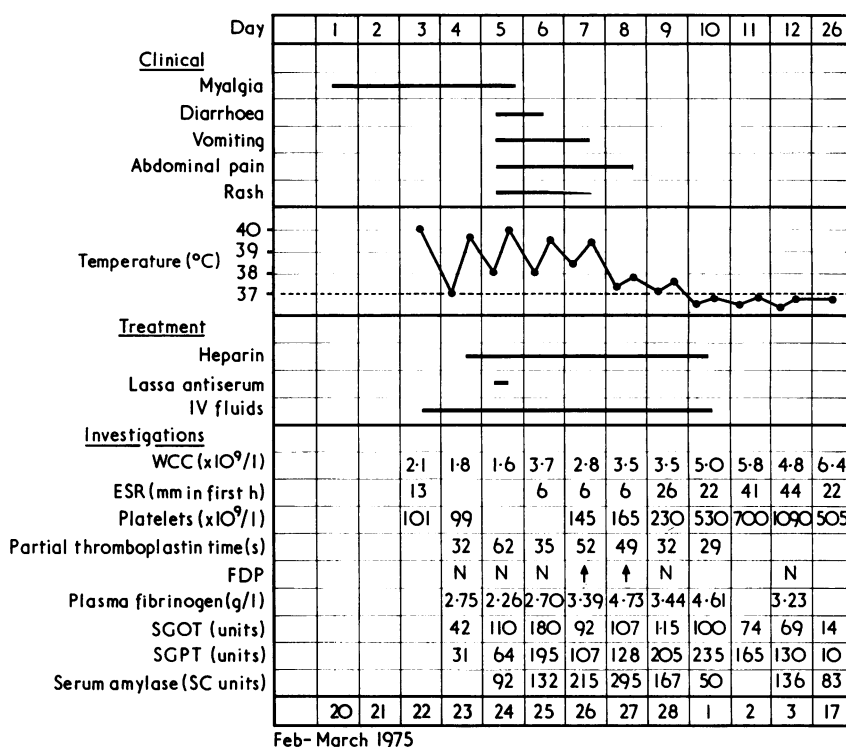 Day 1 2 3 4 5 6 7 8 9 10 11 12 26
Clinical
Myalgia
Diarrhoea
Vomiting
Abdominal pain
Rash
40
39
Temperature (°C) 38
37
Treatment
Heparin
Lassa antiserum
IV fluids
Investigations
WCC (x10⁹/l) 2·1 1·8 1·6 3·7 2·8 3·5 3·5 5·0 5·8 4·8 6·4
ESR (mm in first h) 13 6 6 6 26 22 41 44 22
Platelets (x10⁹/l) 101 99 145 165 230 530 700 1090 505
Partial thromboplastin time (s) 32 62 35 52 49 32 29
FDP N N N ↑ ↑ N N
Plasma fibrinogen (g/l) 2·75 2·26 2·70 3·39 4·73 3·44 4·61 3·23
SGOT (units) 42 110 180 92 107 115 100 74 69 14
SGPT (units) 31 64 195 107 128 205 235 165 130 10
Serum amylase (SC units) 92 132 215 295 167 50 136 83
20 21 22 23 24 25 26 27 28 1 2 3 17
Feb-March 1975